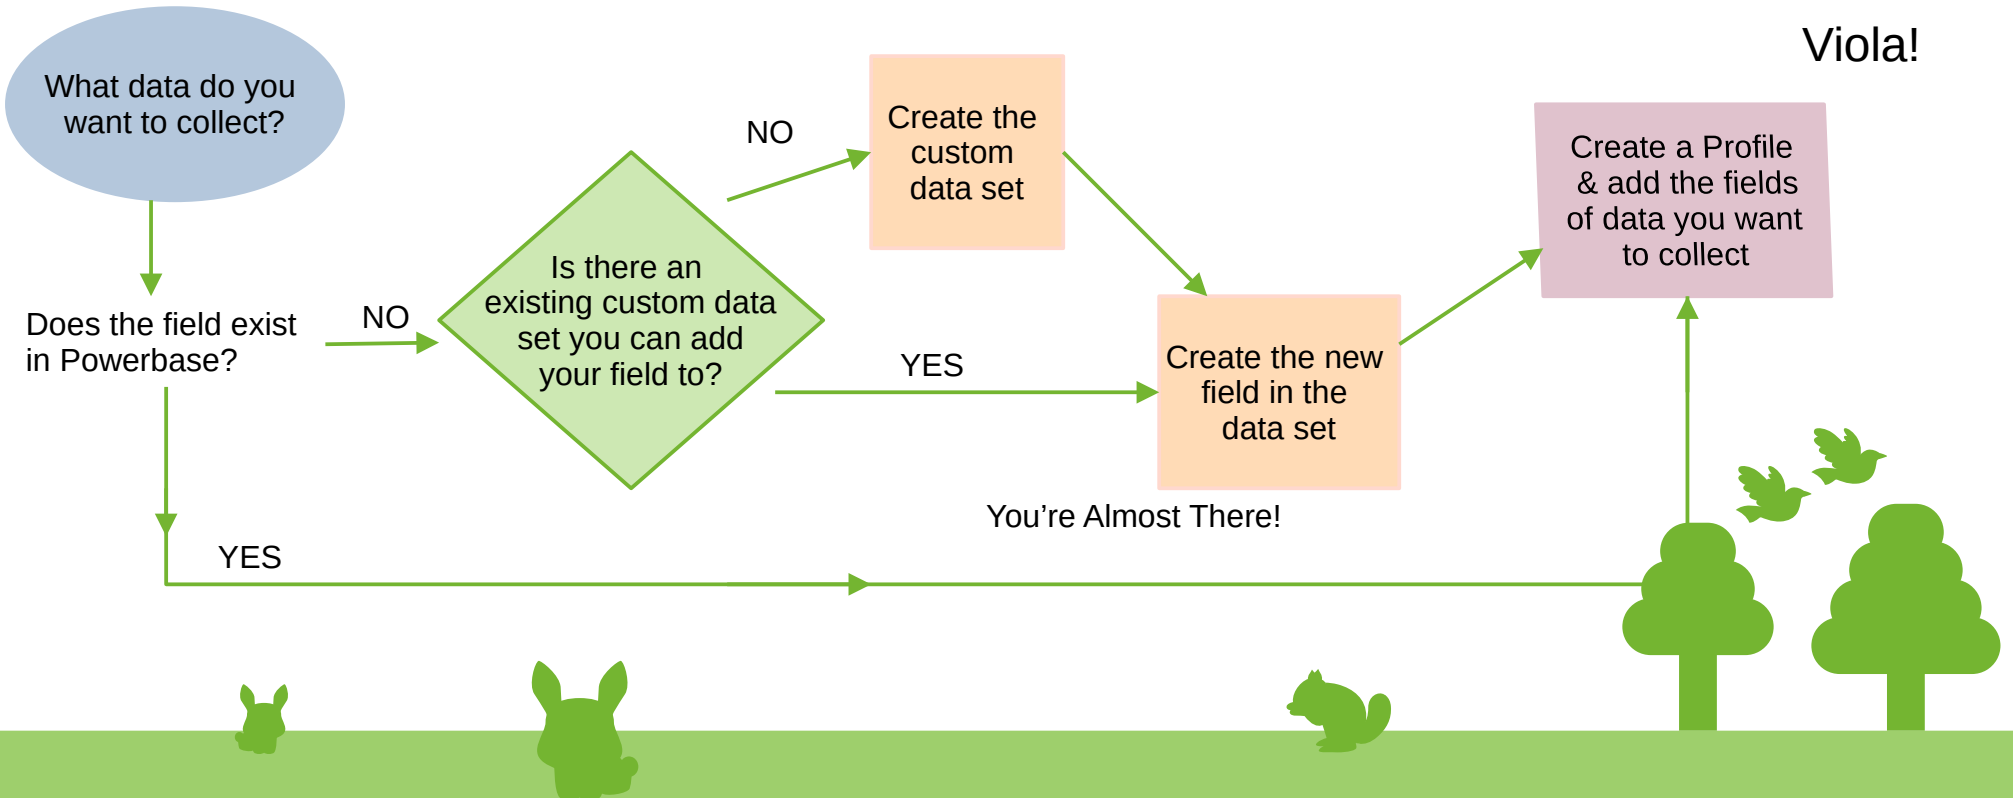 What data do you
want to collect?
Does the field exist
in Powerbase?
NO
YES
Is there an
existing custom data
set you can add
your field to?
NO
YES
Create the
custom
data set
Create the new
field in the
data set
You’re Almost There!
Viola!
Create a Profile
& add the fields
of data you want
to collect